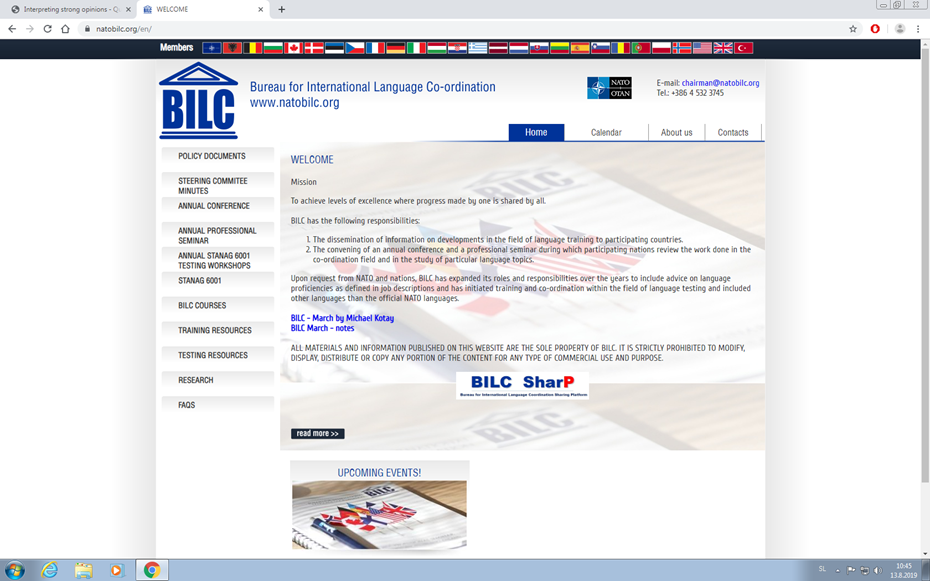 Interpreting strong opinions - Qu
WELCOME
natobilc.org/en/
Members
BILC
Bureau for International Language Co-ordination
www.natobilc.org
NATO
OTAN
E-mail: chairman@natobilc.org
Tel.: +386 4 532 3745
Home
Calendar
About us
Contacts
POLICY DOCUMENTS
STEERING COMMITEE
MINUTES
ANNUAL CONFERENCE
ANNUAL PROFESSIONAL
SEMINAR
ANNUAL STANAG 6001
TESTING WORKSHOPS
STANAG 6001
BILC COURSES
TRAINING RESOURCES
TESTING RESOURCES
RESEARCH
FAQS
WELCOME
Mission
To achieve levels of excellence where progress made by one is shared by all.
BILC has the following responsibilities:
1. The dissemination of information on developments in the field of language training to participating countries.
2. The convening of an annual conference and a professional seminar during which participating nations review the work done in the
co-ordination field and in the study of particular language topics.
Upon request from NATO and nations, BILC has expanded its roles and responsibilities over the years to include advice on language
proficiencies as defined in job descriptions and has initiated training and co-ordination within the field of language testing and included
other languages than the official NATO languages.
BILC - March by Michael Kotay
BILC March - notes
ALL MATERIALS AND INFORMATION PUBLISHED ON THIS WEBSITE ARE THE SOLE PROPERTY OF BILC. IT IS STRICTLY PROHIBITED TO MODIFY,
DISPLAY, DISTRIBUTE OR COPY ANY PORTION OF THE CONTENT FOR ANY TYPE OF COMMERCIAL USE AND PURPOSE.
BILC SharP
Bureau for International Language Coordination Sharing Platform
read more >>
UPCOMING EVENTS!
BILC
SL
10:45
13.8.2019